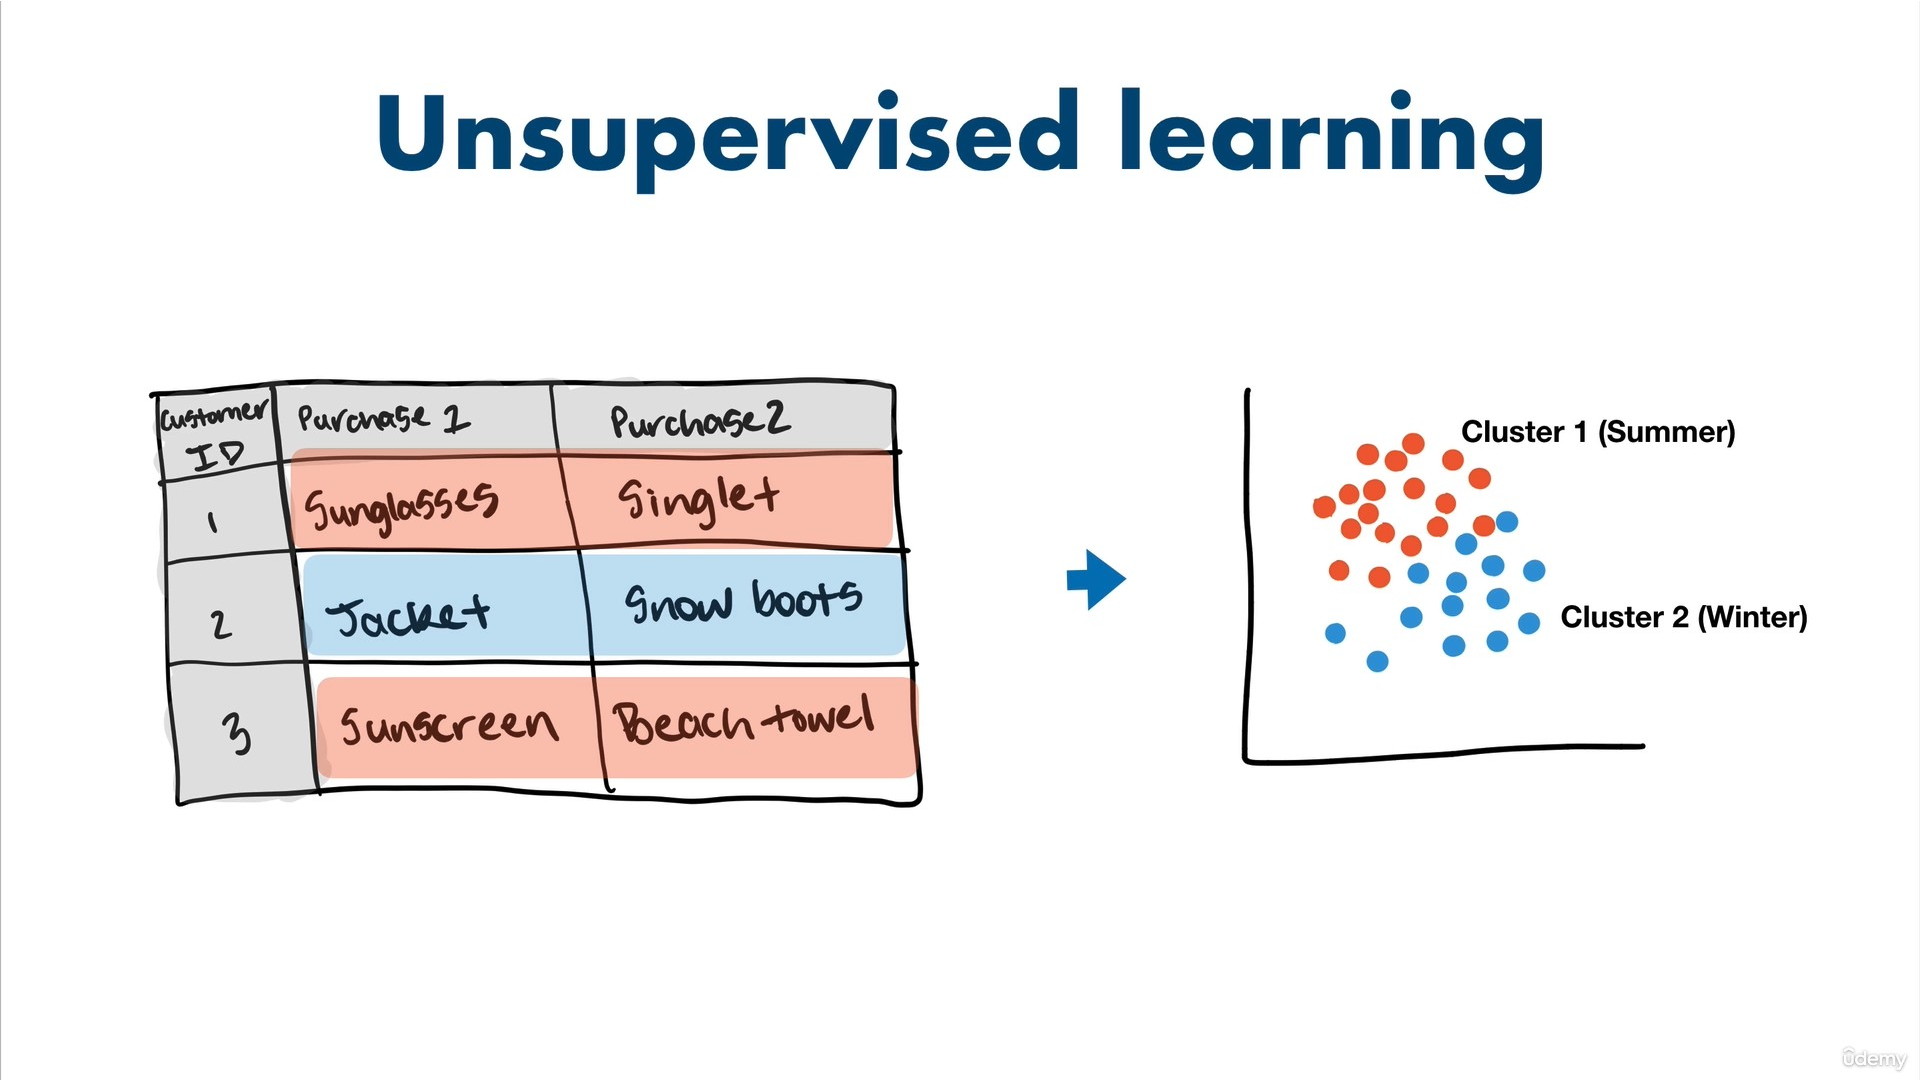 Unsupervised learning
Customer ID Purchase 1 Purchase 2
1 Sunglasses Singlet
2 Jacket Snow boots
3 Sunscreen Beach towel
Cluster 1 (Summer)
Cluster 2 (Winter)
ûdemy